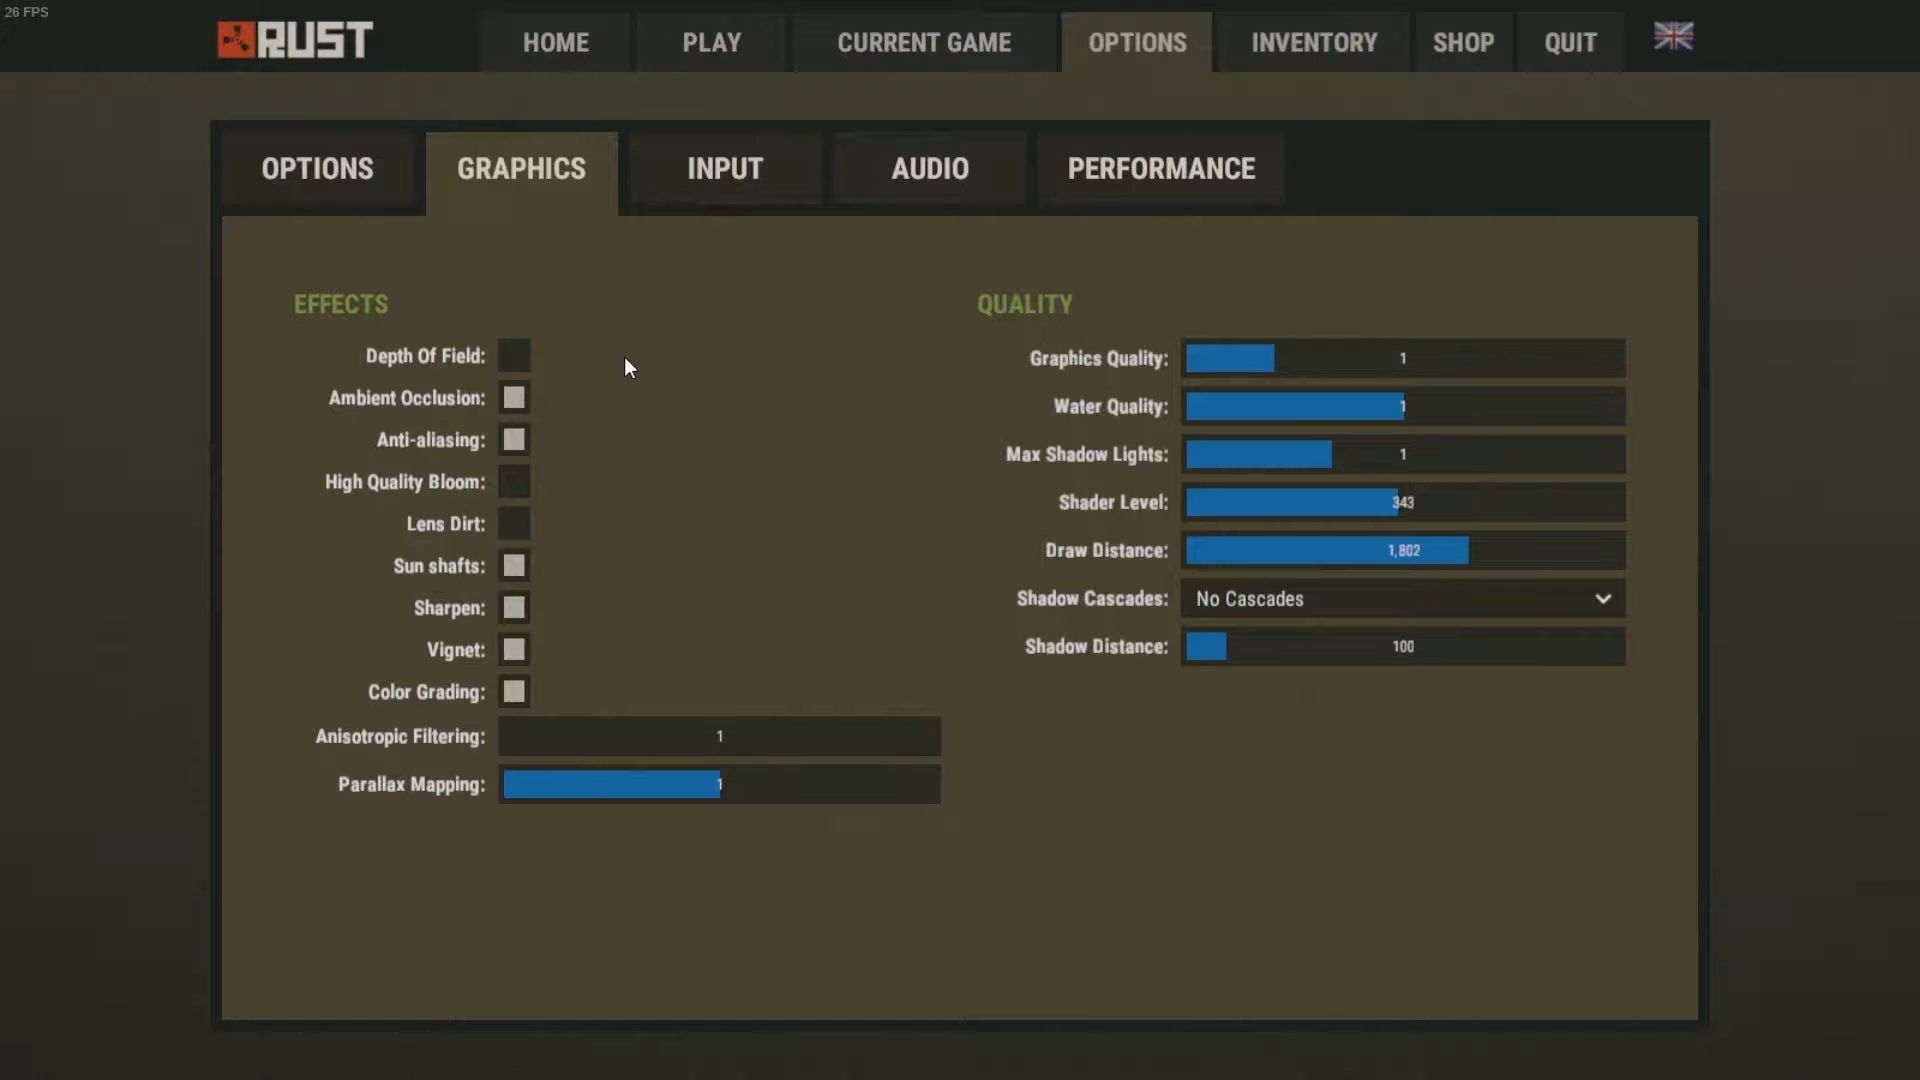 26 FPS
RUST
HOME
PLAY
CURRENT GAME
OPTIONS
INVENTORY
SHOP
QUIT
OPTIONS
GRAPHICS
INPUT
AUDIO
PERFORMANCE
EFFECTS
Depth Of Field:
Ambient Occlusion:
Anti-aliasing:
High Quality Bloom:
Lens Dirt:
Sun shafts:
Sharpen:
Vignet:
Color Grading:
Anisotropic Filtering: 1
Parallax Mapping: 1
QUALITY
Graphics Quality: 1
Water Quality: 1
Max Shadow Lights: 1
Shader Level: 343
Draw Distance: 1,802
Shadow Cascades: No Cascades
Shadow Distance: 100